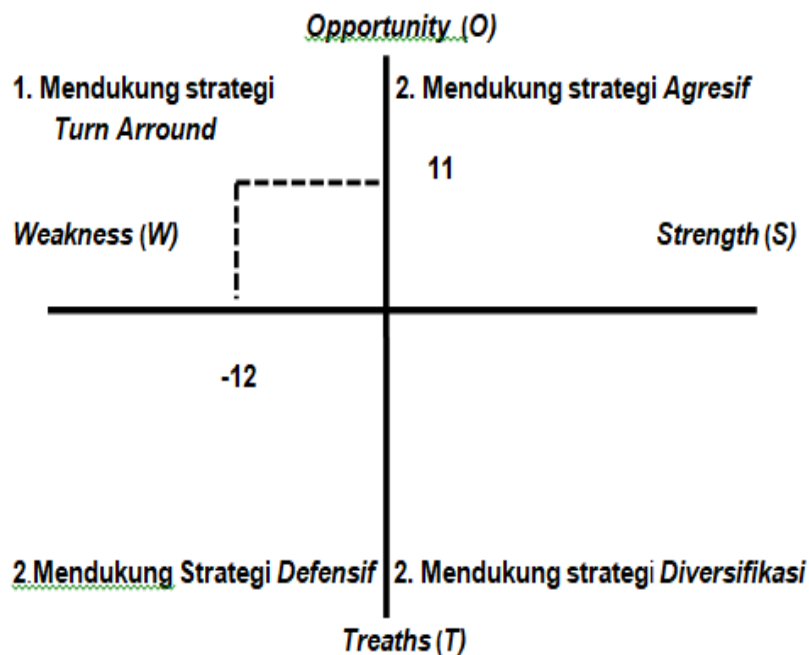 Opportunity (O)
1. Mendukung strategi
Turn Arround
2. Mendukung strategi Agresif
11
Weakness (W)
Strength (S)
-12
2.Mendukung Strategi Defensif
2. Mendukung strategi Diversifikasi
Treaths (T)